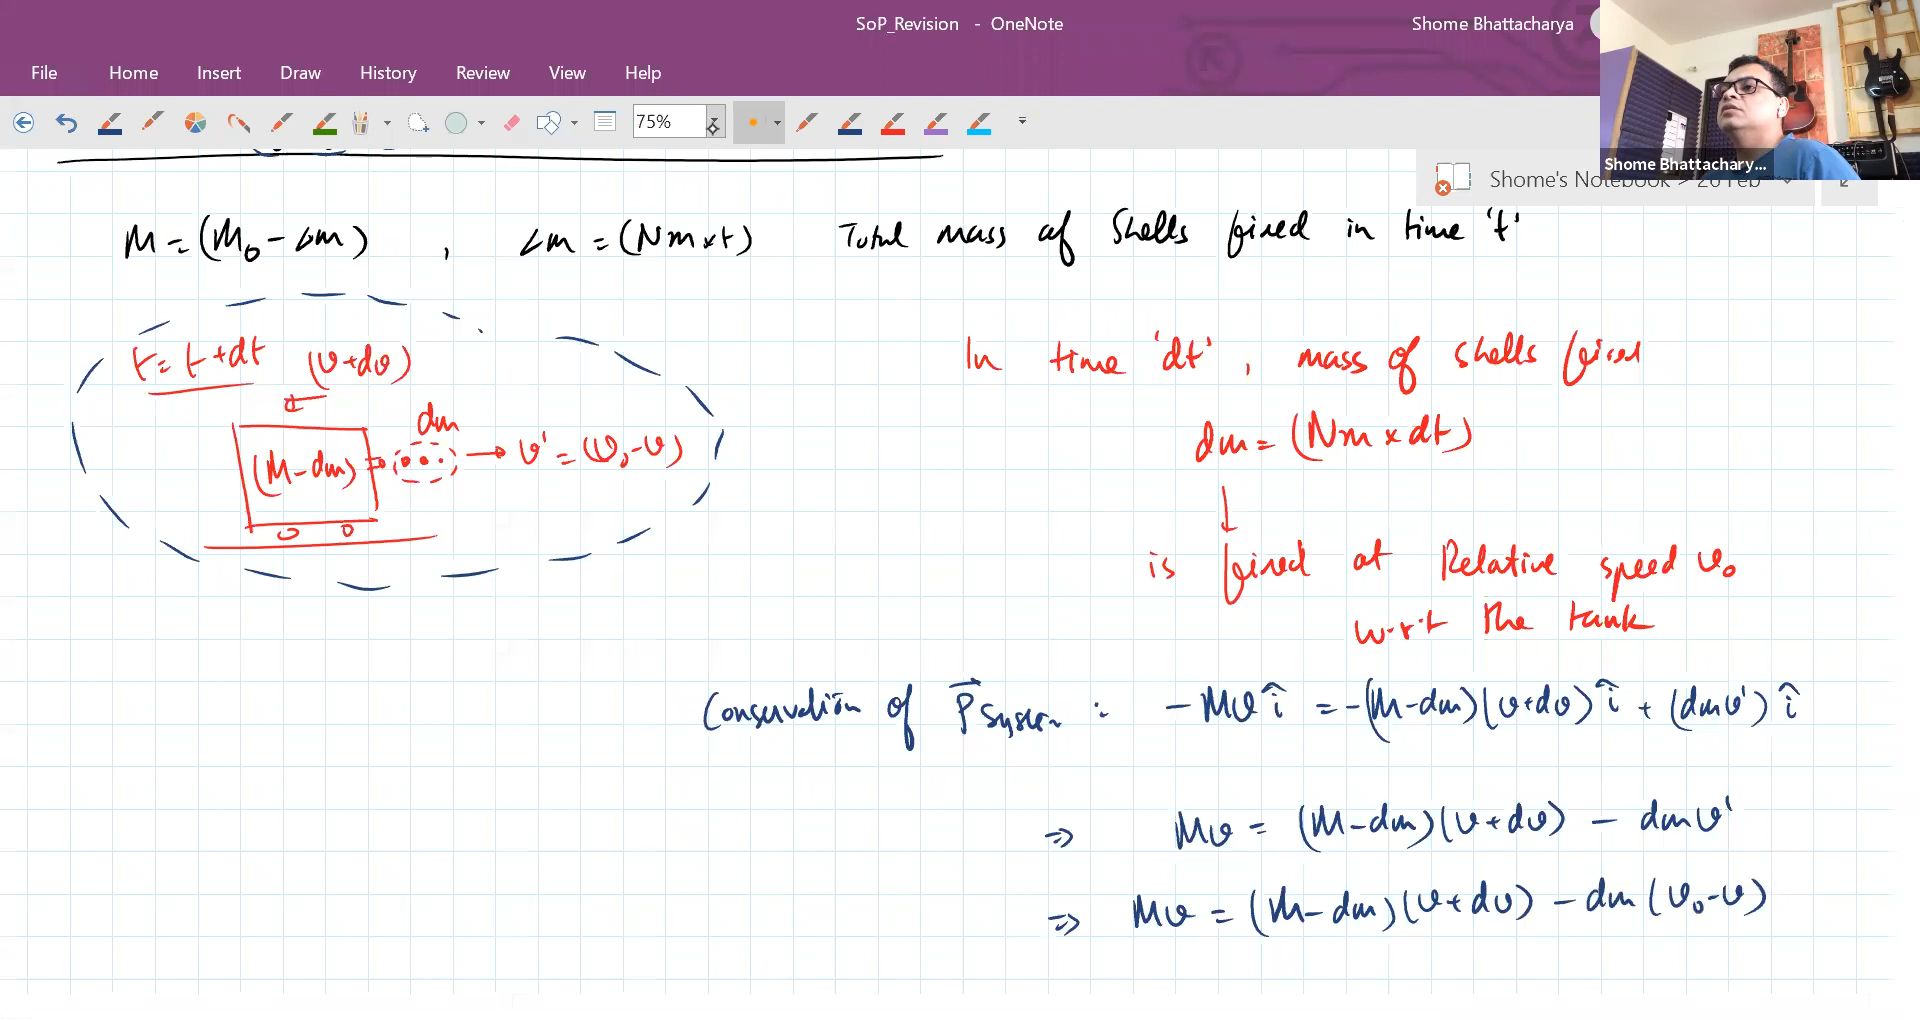 SoP_Revision - OneNote
Shome Bhattacharya
File Home Insert Draw History Review View Help
75%
Shome Bhattachary...
Shome's Notebook > 26 Feb
M = (M₀ - Δm) , Δm = (Nm × t) Total mass of shells fired in time 't'
t = t + dt (v + dv)
dm
(M - dm) → v' = (v₀ - v)
In time 'dt', mass of shells fired
dm = (Nm × dt)
is fired at Relative speed v₀
w.r.t the tank
Conservation of P⃗system : - Mv î = -(M - dm)(v + dv) î + (dm v') î
⇒ Mv = (M - dm)(v + dv) - dm v'
⇒ Mv = (M - dm)(v + dv) - dm (v₀ - v)